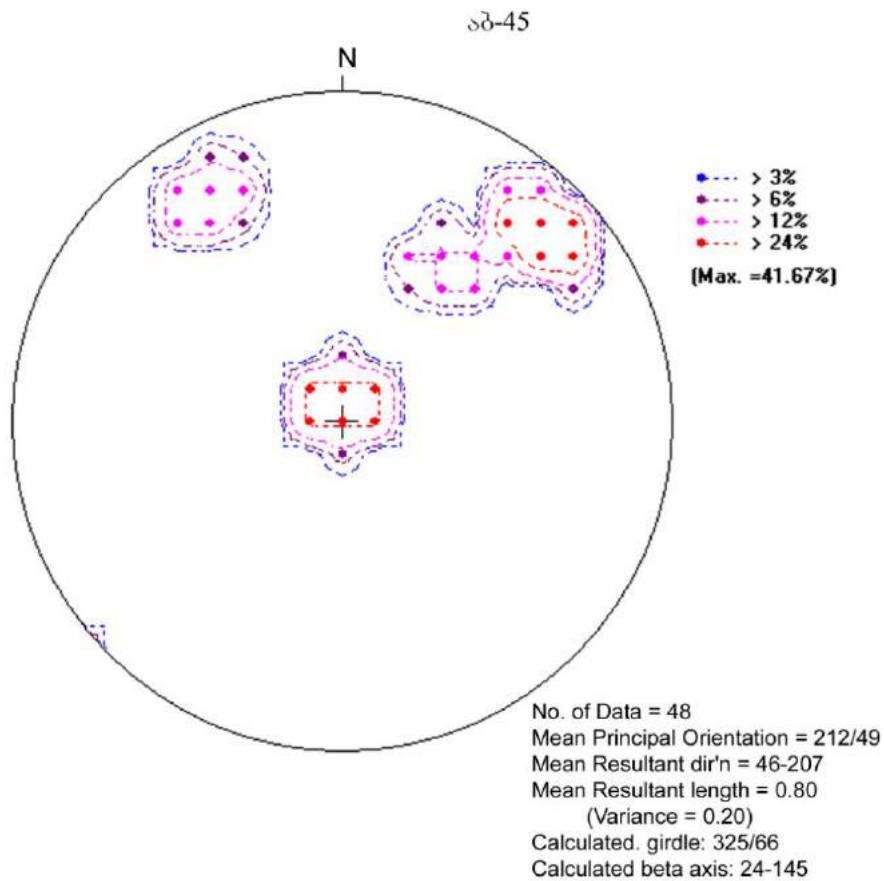 აბ-45
N
> 3%
> 6%
> 12%
> 24%
(Max. =41.67%)
No. of Data = 48
Mean Principal Orientation = 212/49
Mean Resultant dir'n = 46-207
Mean Resultant length = 0.80
(Variance = 0.20)
Calculated. girdle: 325/66
Calculated beta axis: 24-145